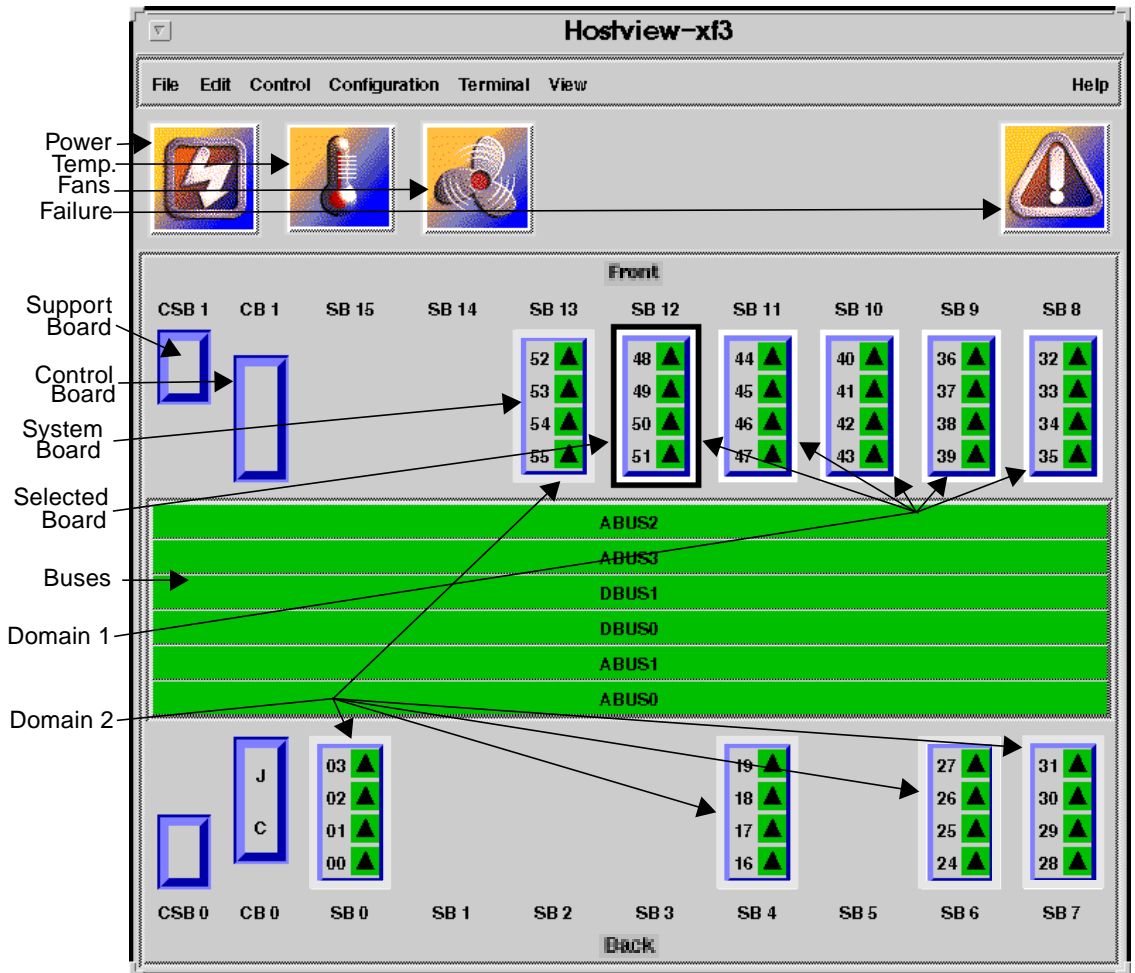 Hostview-xf3
File Edit Control Configuration Terminal View Help
Power
Temp.
Fans
Failure
Front
CSB 1 CB 1 SB 15 SB 14 SB 13 SB 12 SB 11 SB 10 SB 9 SB 8
Support
Board
Control
Board
System
Board
Selected
Board
52 48 44 40 36 32
53 49 45 41 37 33
54 50 46 42 38 34
55 51 47 43 39 35
ABUS2
ABUS3
Buses
DBUS1
Domain 1
DBUS0
ABUS1
ABUS0
Domain 2
J
C
03 19 27 31
02 18 26 30
01 17 25 29
00 16 24 28
CSB 0 CB 0 SB 0 SB 1 SB 2 SB 3 SB 4 SB 5 SB 6 SB 7
Back